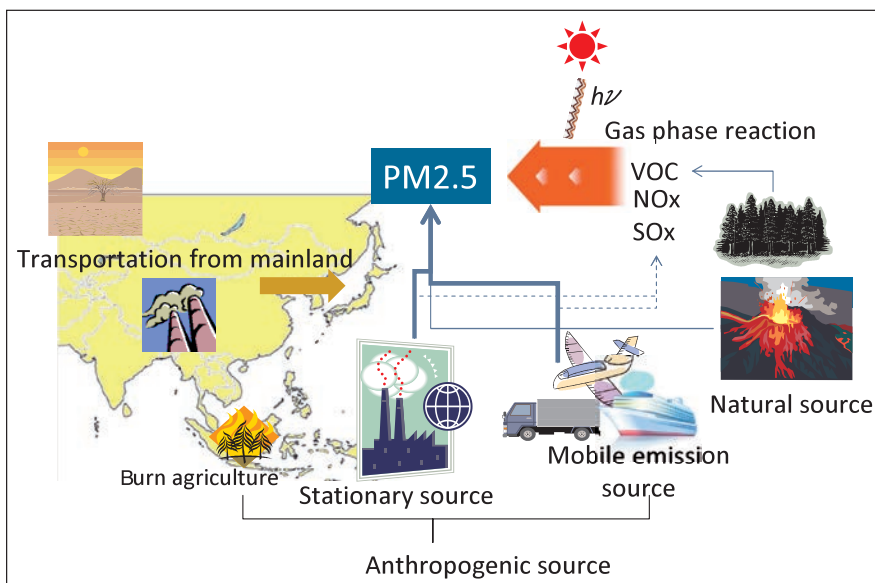 hν
Gas phase reaction
PM2.5
VOC
NOx
SOx
Transportation from mainland
Natural source
Burn agriculture
Stationary source
Mobile emission
source
Anthropogenic source